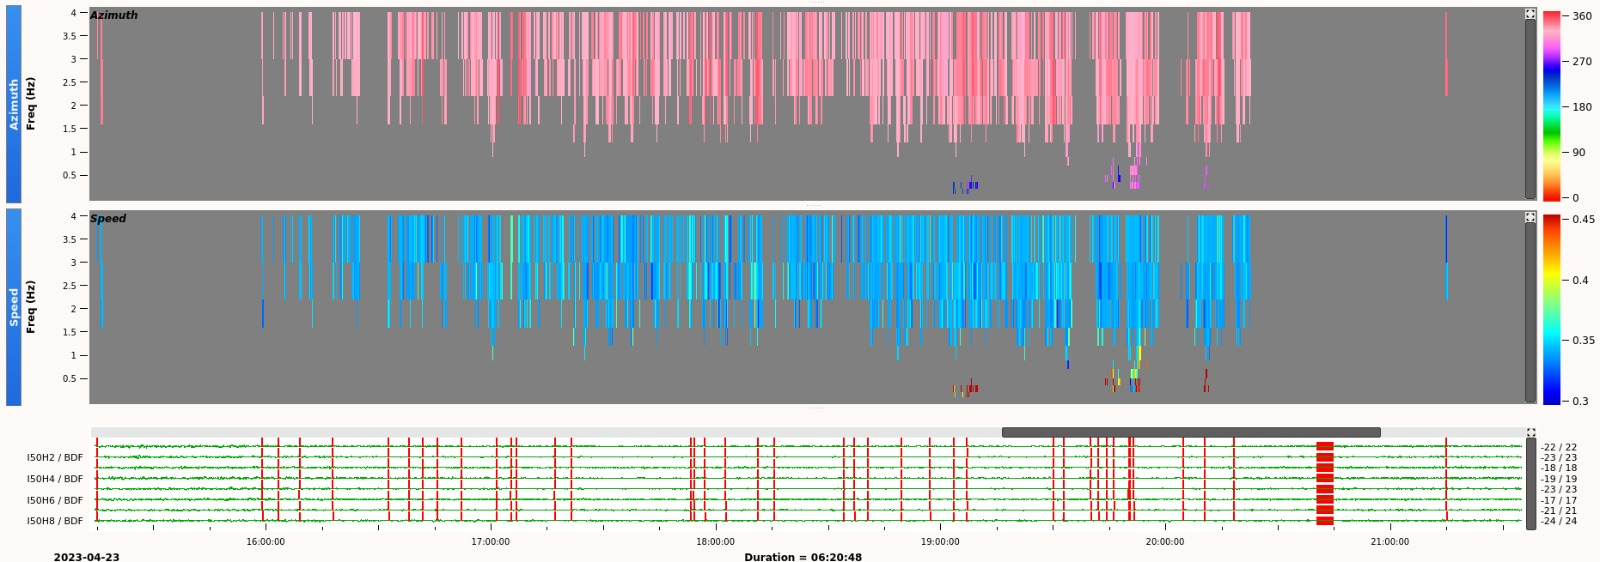 Azimuth
Azimuth
Freq (Hz)
4
3.5
3
2.5
2
1.5
1
0.5
360
270
180
90
0
Speed
Speed
Freq (Hz)
4
3.5
3
2.5
2
1.5
1
0.5
0.45
0.4
0.35
0.3
-22 / 22
I50H2 / BDF
-23 / 23
-18 / 18
I50H4 / BDF
-19 / 19
-23 / 23
I50H6 / BDF
-17 / 17
-21 / 21
I50H8 / BDF
-24 / 24
16:00:00
17:00:00
18:00:00
19:00:00
20:00:00
21:00:00
2023-04-23
Duration = 06:20:48